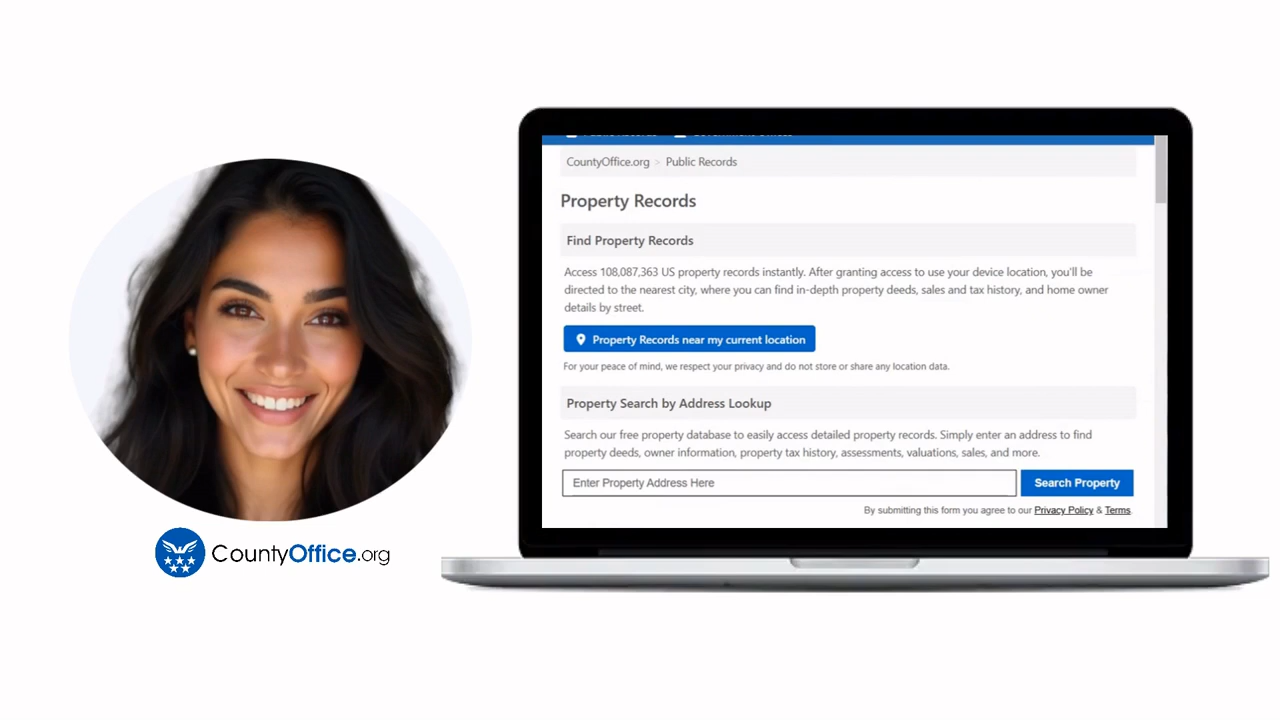 CountyOffice.org > Public Records
Property Records
Find Property Records
Access 108,087,363 US property records instantly. After granting access to use your device location, you'll be
directed to the nearest city, where you can find in-depth property deeds, sales and tax history, and home owner
details by street.
Property Records near my current location
For your peace of mind, we respect your privacy and do not store or share any location data.
Property Search by Address Lookup
Search our free property database to easily access detailed property records. Simply enter an address to find
property deeds, owner information, property tax history, assessments, valuations, sales, and more.
Enter Property Address Here
Search Property
By submitting this form you agree to our Privacy Policy & Terms.
CountyOffice.org